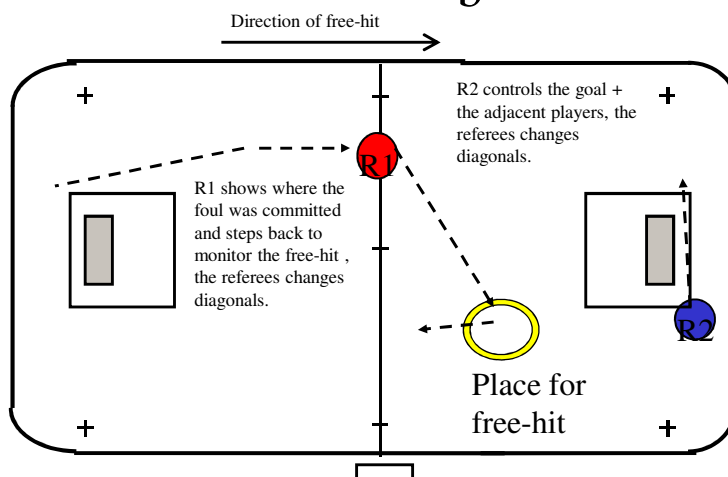 Direction of free-hit
R2 controls the goal +
the adjacent players, the
referees changes
diagonals.
R1
R1 shows where the
foul was committed
and steps back to
monitor the free-hit ,
the referees changes
diagonals.
R2
Place for
free-hit